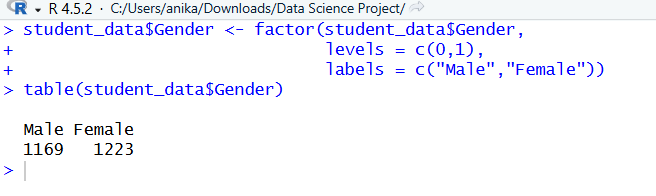 R 4.5.2 · C:/Users/anika/Downloads/Data Science Project/
> student_data$Gender <- factor(student_data$Gender,
+                               levels = c(0,1),
+                               labels = c("Male","Female"))
> table(student_data$Gender)

  Male Female
  1169   1223
>